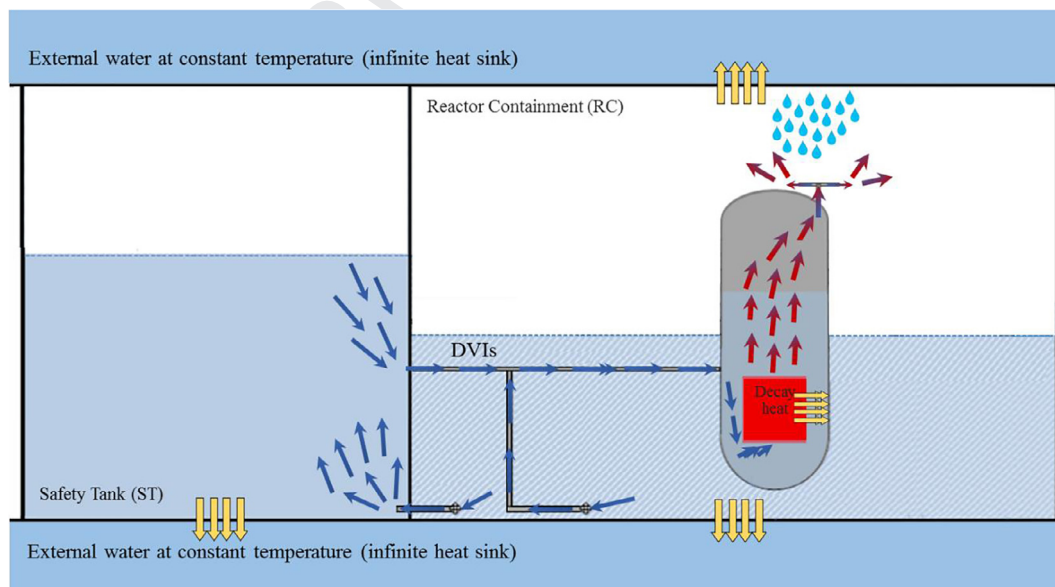 External water at constant temperature (infinite heat sink)
Reactor Containment (RC)
DVIs
Decay
heat
Safety Tank (ST)
External water at constant temperature (infinite heat sink)